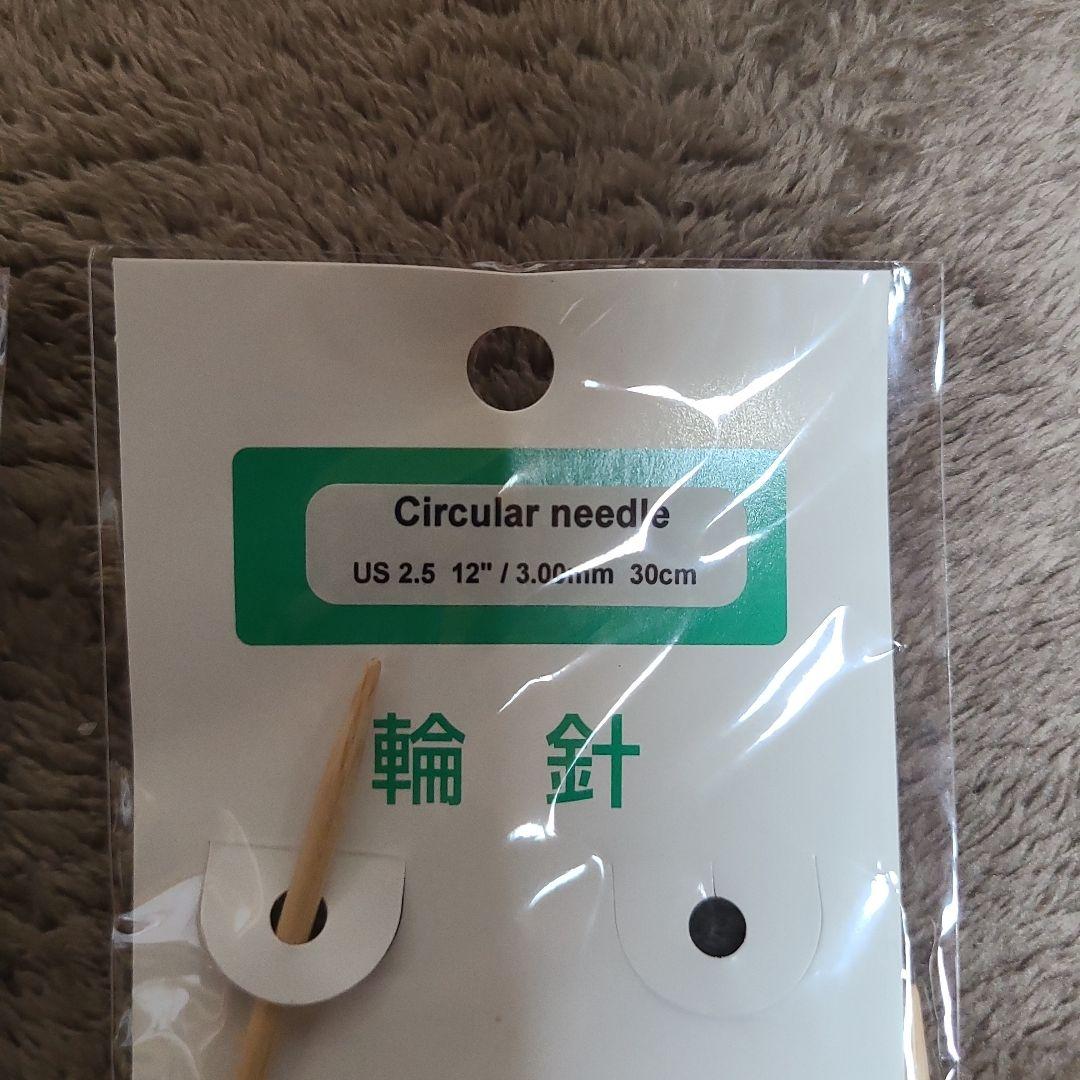 Circular needle
US 2.5 12" / 3.00mm 30cm
輪 針